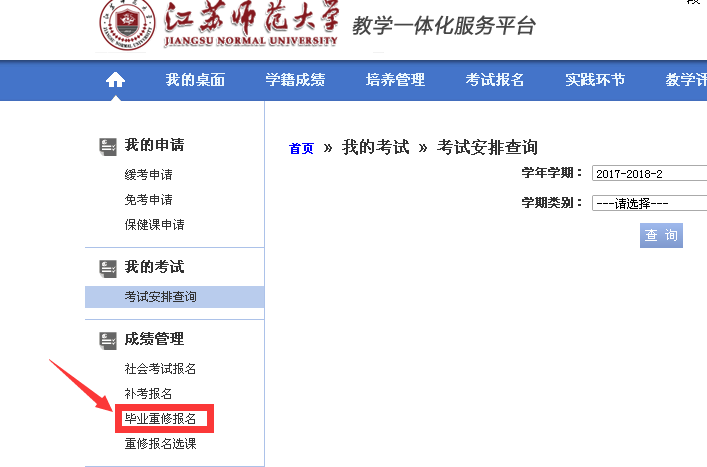 江苏师范大学
JIANGSU NORMAL UNIVERSITY
教学一体化服务平台
我的桌面 学籍成绩 培养管理 考试报名 实践环节 教学评
我的申请
缓考申请
免考申请
保健课申请
我的考试
考试安排查询
成绩管理
社会考试报名
补考报名
毕业重修报名
重修报名选课
首页 » 我的考试 » 考试安排查询
学年学期： 2017-2018-2
学期类别： ---请选择---
查 询